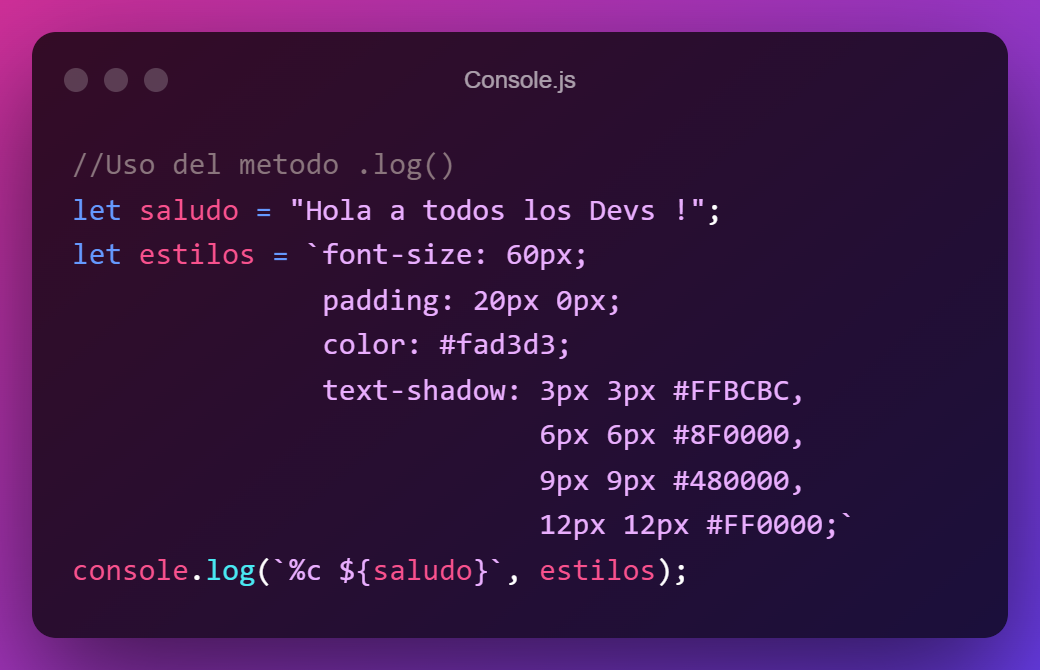 Console.js
//Uso del metodo .log()
let saludo = "Hola a todos los Devs !";
let estilos = `font-size: 60px;
padding: 20px 0px;
color: #fad3d3;
text-shadow: 3px 3px #FFBCBC,
6px 6px #8F0000,
9px 9px #480000,
12px 12px #FF0000;`
console.log(`%c ${saludo}`, estilos);